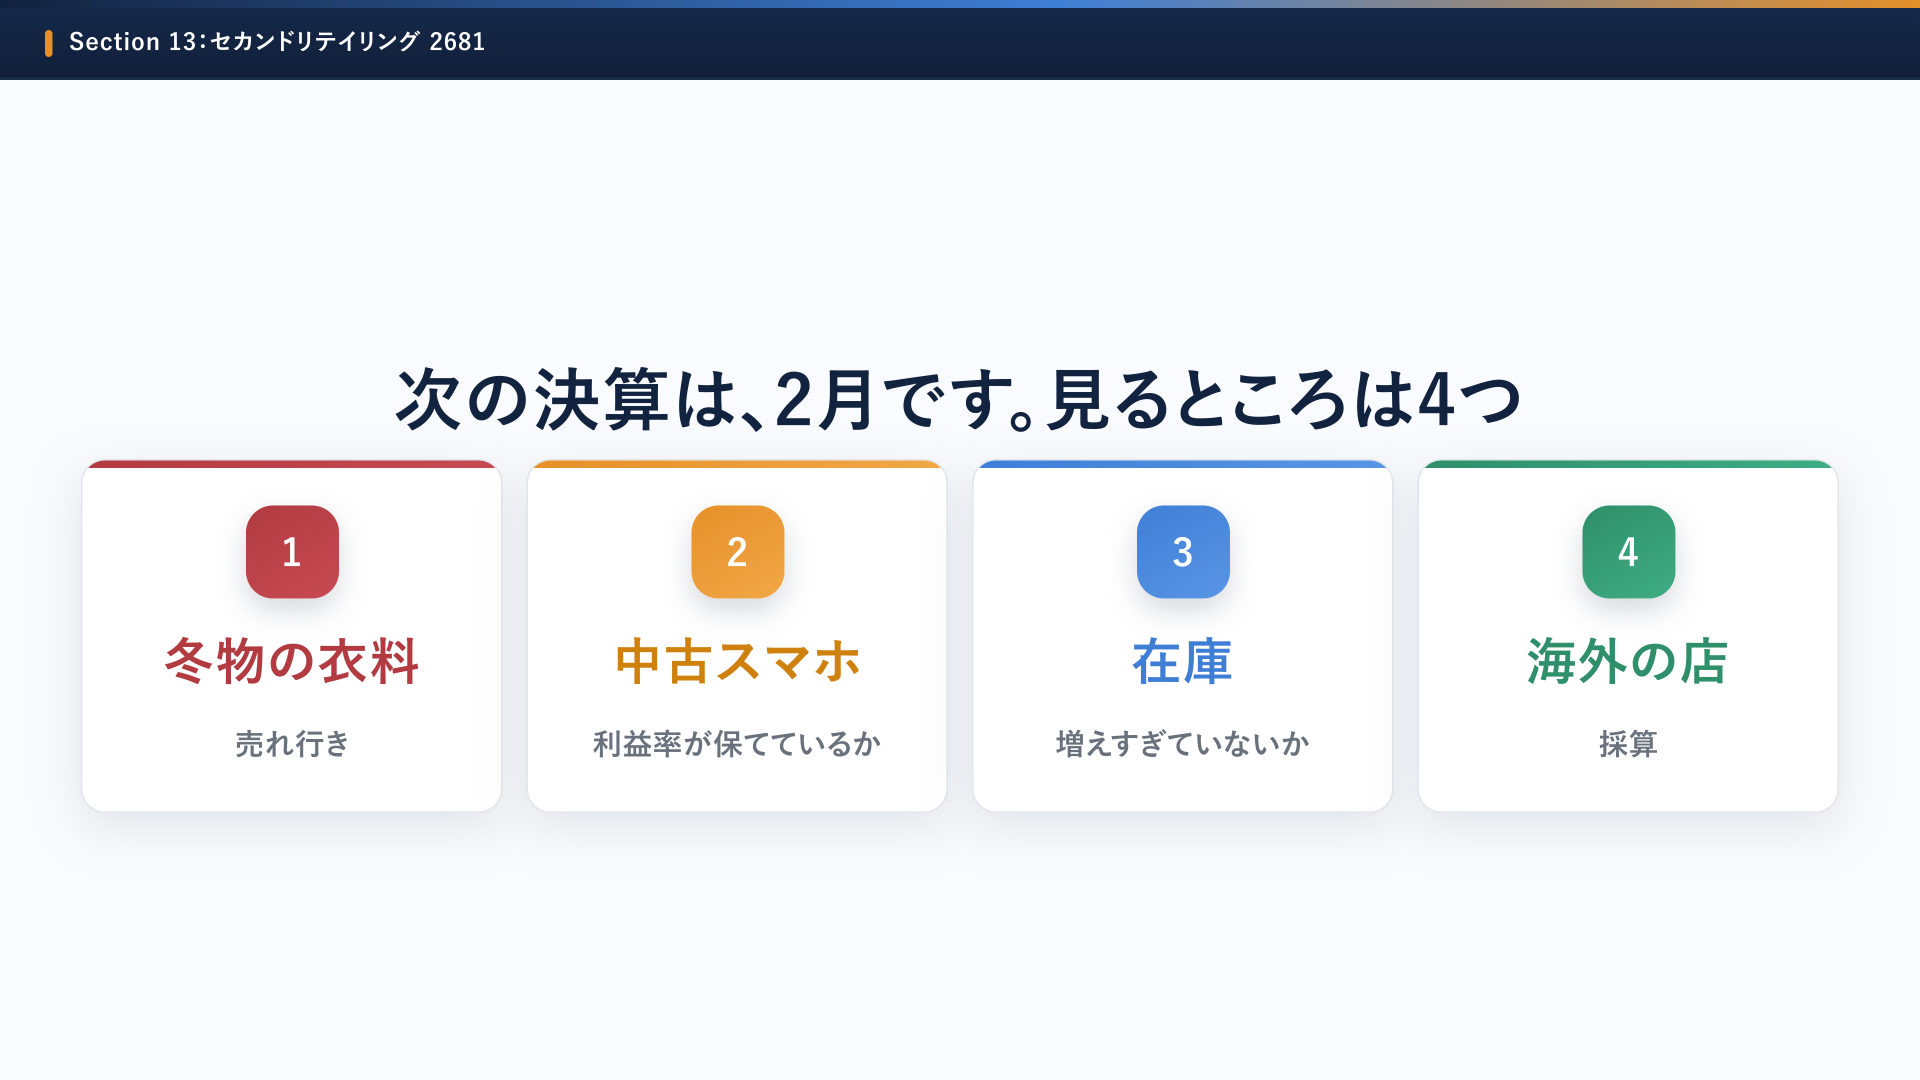 Section 13：セカンドリテイリング 2681
次の決算は、2月です。見るところは4つ
1
冬物の衣料
売れ行き
2
中古スマホ
利益率が保てているか
3
在庫
増えすぎていないか
4
海外の店
採算